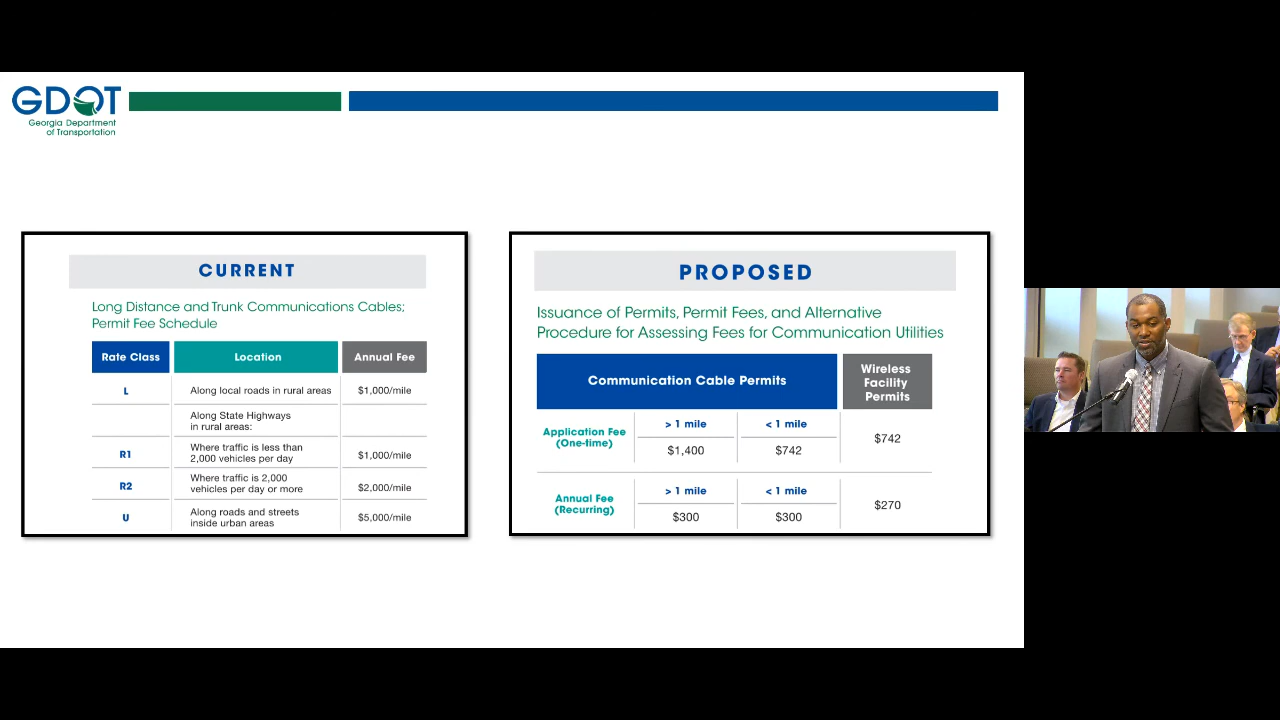 GDOT
Georgia Department
of Transportation
CURRENT
Long Distance and Trunk Communications Cables;
Permit Fee Schedule
Rate Class Location Annual Fee
L Along local roads in rural areas $1,000/mile
Along State Highways
in rural areas:
R1 Where traffic is less than
2,000 vehicles per day $1,000/mile
R2 Where traffic is 2,000
vehicles per day or more $2,000/mile
U Along roads and streets
inside urban areas $5,000/mile
PROPOSED
Issuance of Permits, Permit Fees, and Alternative
Procedure for Assessing Fees for Communication Utilities
Communication Cable Permits
Wireless
Facility
Permits
Application Fee
(One-time)
> 1 mile < 1 mile
$1,400 $742
$742
Annual Fee
(Recurring)
> 1 mile < 1 mile
$300 $300
$270